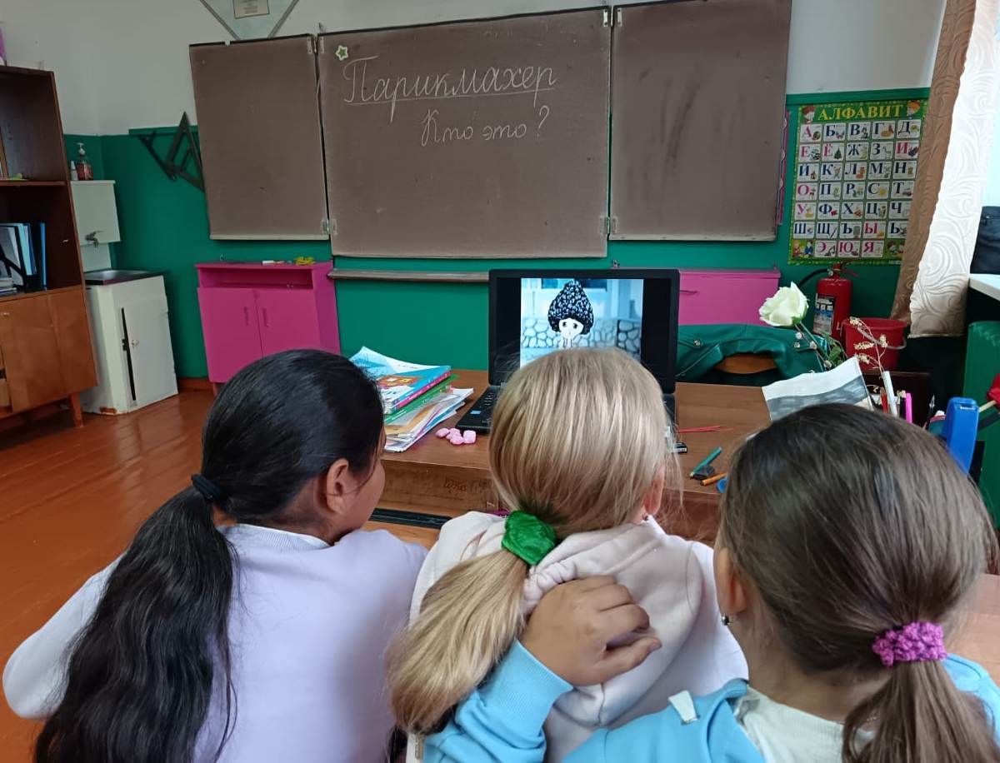 Парикмахер
Кто это?
АЛФАВИТ
А Б В Г Д
Е Ё Ж З И
Й К Л М Н
О П Р С Т
У Ф Х Ц Ч
Ш Щ Ъ Ы Ь
Э Ю Я